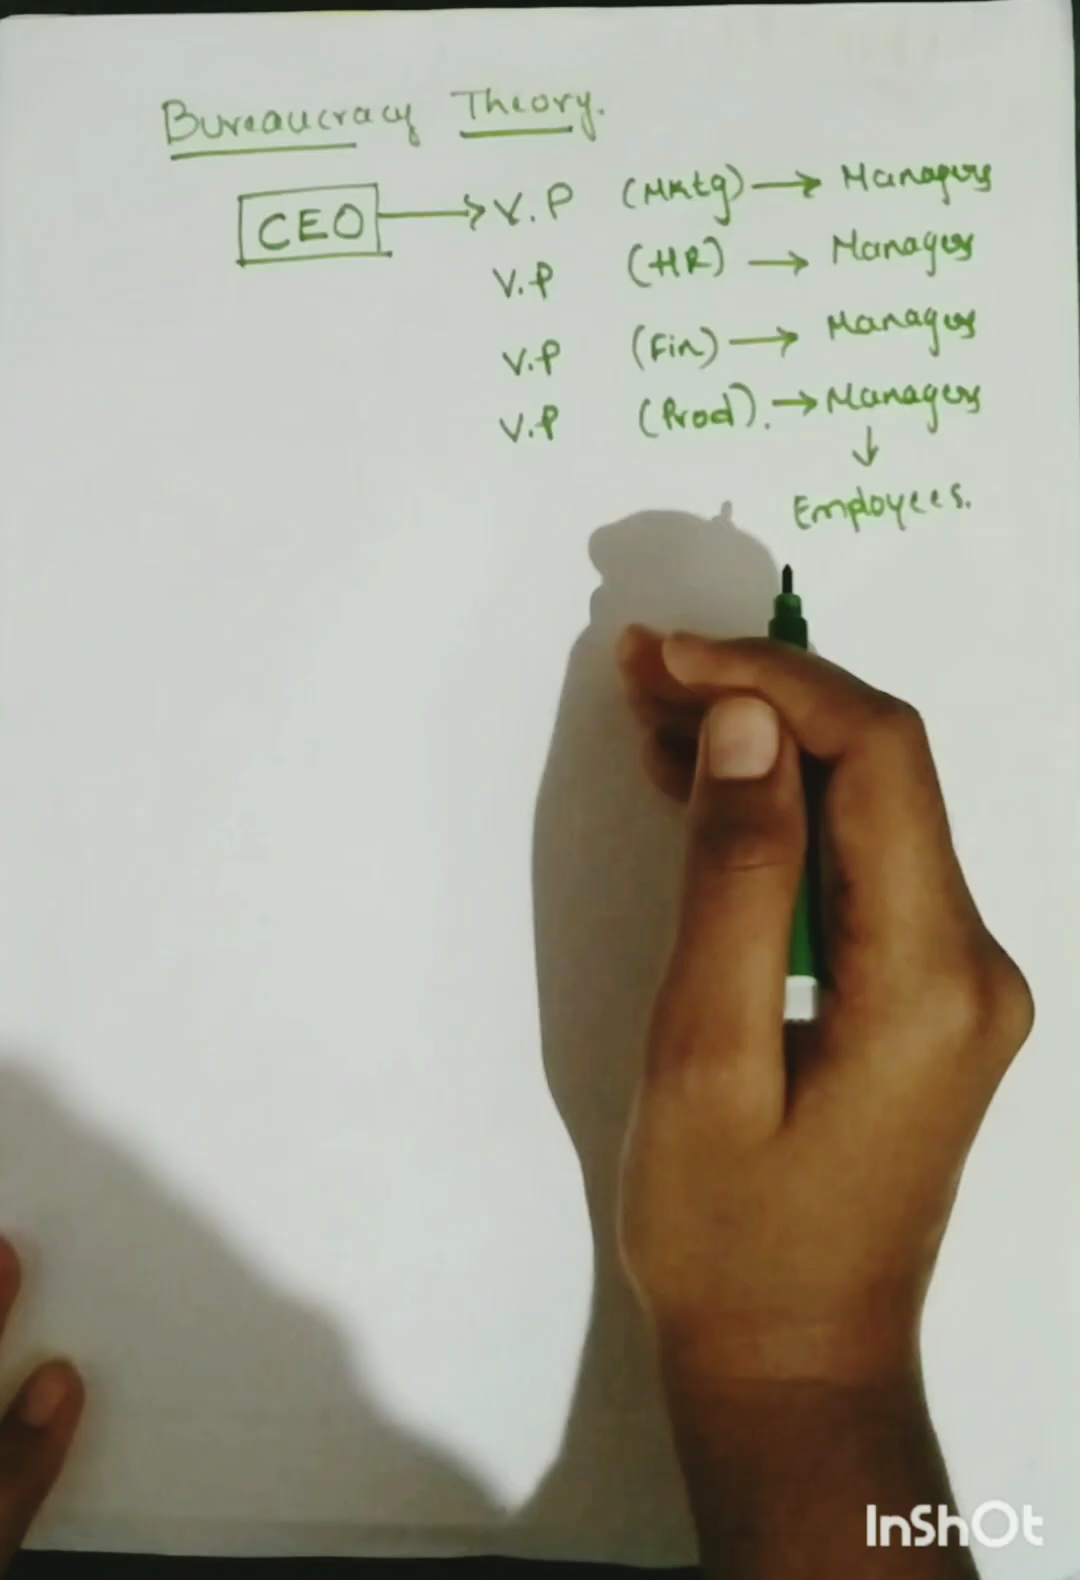 Bureaucracy Theory.
CEO → V.P (Mktg) → Managers
V.P (HR) → Managers
V.P (Fin) → Managers
V.P (Prod). → Managers
↓
Employees.
InShOt